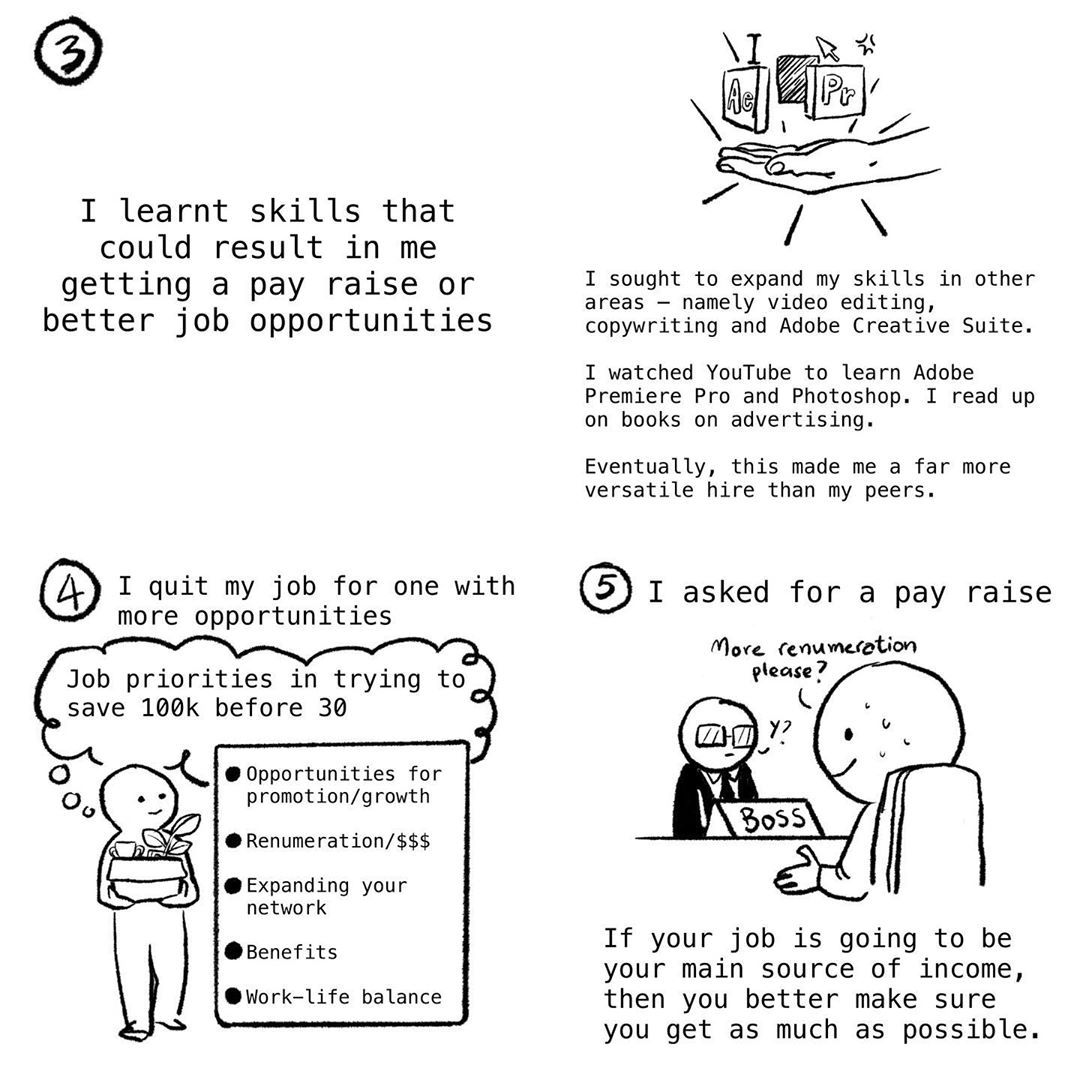 3
I learnt skills that
could result in me
getting a pay raise or
better job opportunities
I
Ae
Pr
I sought to expand my skills in other
areas – namely video editing,
copywriting and Adobe Creative Suite.
I watched YouTube to learn Adobe
Premiere Pro and Photoshop. I read up
on books on advertising.
Eventually, this made me a far more
versatile hire than my peers.
4
I quit my job for one with
more opportunities
Job priorities in trying to
save 100k before 30
Opportunities for
promotion/growth
Renumeration/$$$
Expanding your
network
Benefits
Work-life balance
5
I asked for a pay raise
More renumeration
please?
Y?
BOSS
If your job is going to be
your main source of income,
then you better make sure
you get as much as possible.